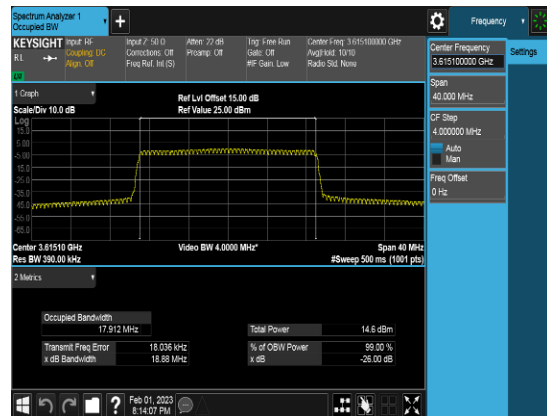 Spectrum Analyzer 1
Occupied BW
+
Frequency
KEYSIGHT
RL
Input: RF
Coupling: DC
Align: Off
Input Z: 50 Ω
Corrections: Off
Freq Ref: Int (S)
Atten: 22 dB
Preamp: Off
Trig: Free Run
Gate: Off
#IF Gain: Low
Center Freq: 3.615100000 GHz
Avg|Hold: 10/10
Radio Std: None
Center Frequency
3.615100000 GHz
Settings
Span
40.000 MHz
CF Step
4.000000 MHz
Auto
Man
Freq Offset
0 Hz
1 Graph
Scale/Div 10.0 dB
Ref Lvl Offset 15.00 dB
Ref Value 25.00 dBm
Log
15.0
5.00
-5.00
-15.0
-25.0
-35.0
-45.0
-55.0
-65.0
Center 3.61510 GHz
Video BW 4.0000 MHz*
Span 40 MHz
Res BW 390.00 kHz
#Sweep 500 ms (1001 pts)
2 Metrics
Occupied Bandwidth
17.912 MHz
Total Power 14.6 dBm
Transmit Freq Error 18.036 kHz
% of OBW Power 99.00 %
x dB Bandwidth 18.88 MHz
x dB -26.00 dB
?
Feb 01, 2023
8:14:07 PM